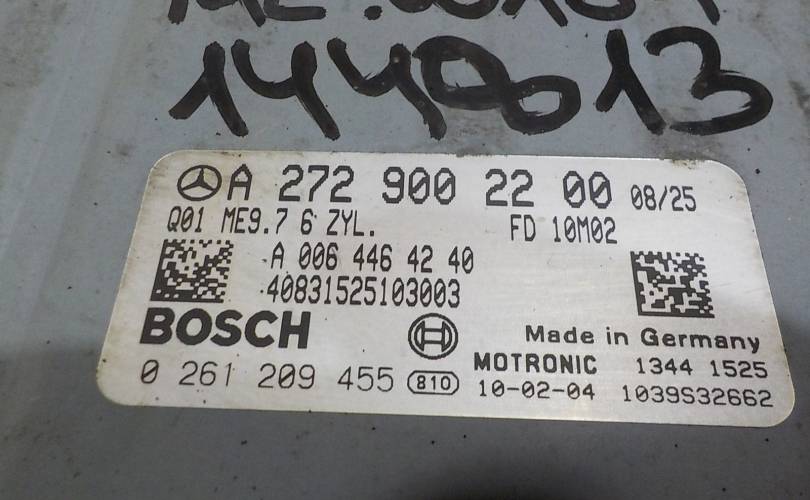 1448013
A 272 900 22 00 08/25
Q01 ME9.7 6 ZYL. FD 10M02
A 006 446 42 40
40831525103003
BOSCH
Made in Germany
MOTRONIC 1344 1525
0 261 209 455 810 10-02-04 1039S32662